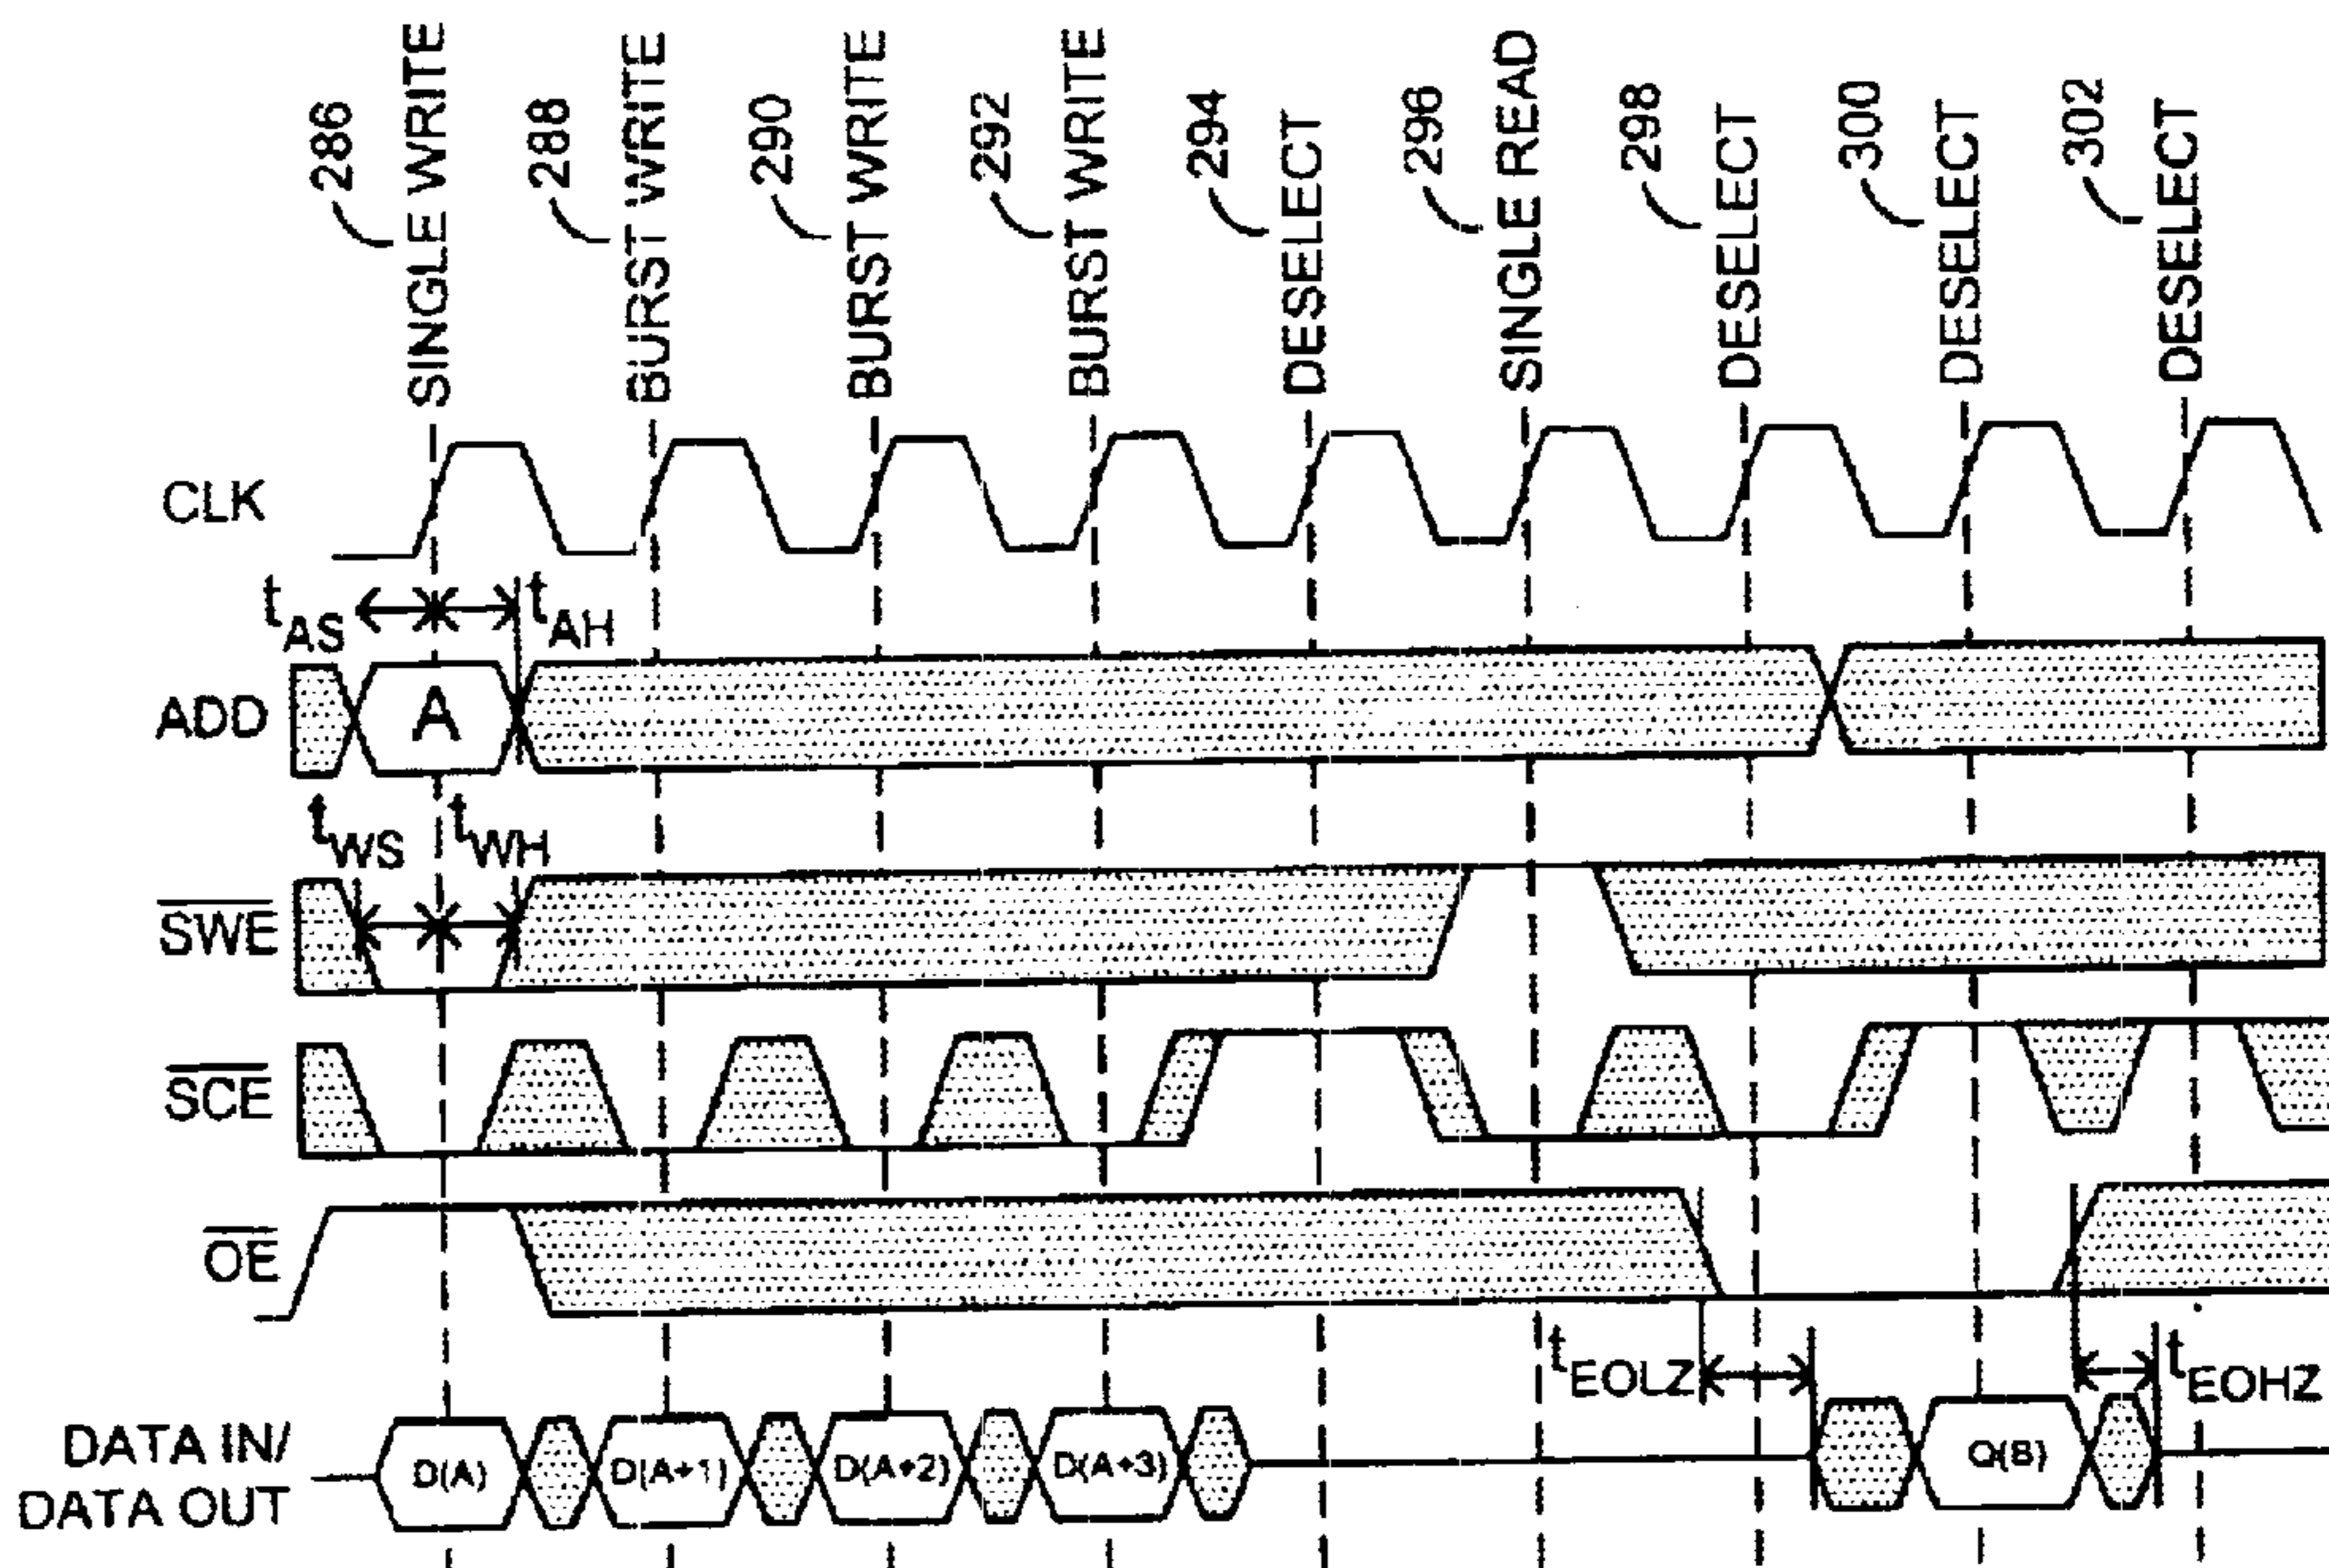 286 SINGLE WRITE
288 BURST WRITE
290 BURST WRITE
292 BURST WRITE
294 DESELECT
296 SINGLE READ
298 DESELECT
300 DESELECT
302 DESELECT
CLK
tAS tAH
ADD A
tWS tWH
SWE
SCE
OE
tEOLZ tEOHZ
DATA IN/
DATA OUT
D(A) D(A+1) D(A+2) D(A+3) Q(B)